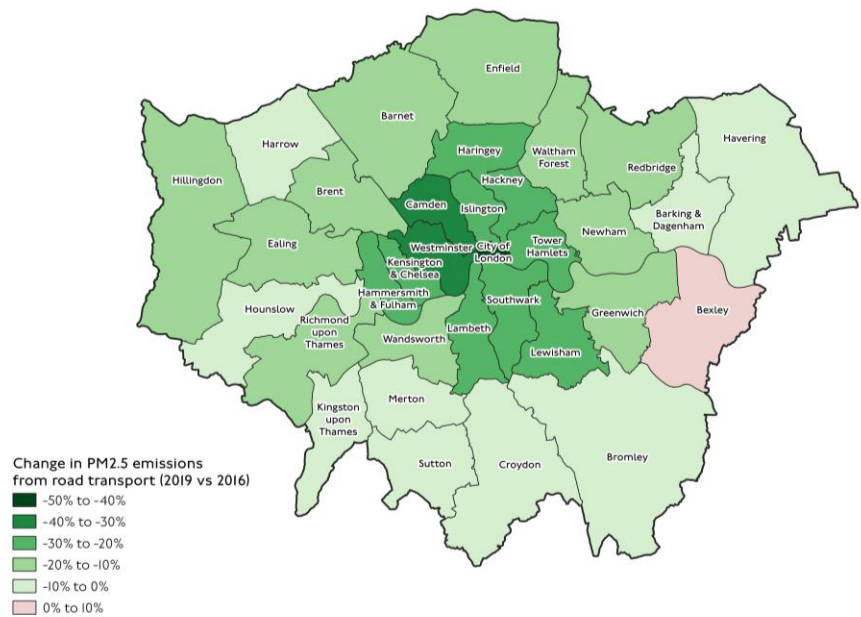 Enfield
Barnet
Harrow
Haringey
Waltham
Forest
Redbridge
Havering
Hillingdon
Brent
Camden
Hackney
Islington
Barking &
Dagenham
Ealing
Westminster
City of
London
Tower
Hamlets
Newham
Kensington
& Chelsea
Hammersmith
& Fulham
Hounslow
Richmond
upon
Thames
Wandsworth
Lambeth
Southwark
Lewisham
Greenwich
Bexley
Kingston
upon
Thames
Merton
Sutton
Croydon
Bromley
Change in PM2.5 emissions
from road transport (2019 vs 2016)
-50% to -40%
-40% to -30%
-30% to -20%
-20% to -10%
-10% to 0%
0% to 10%